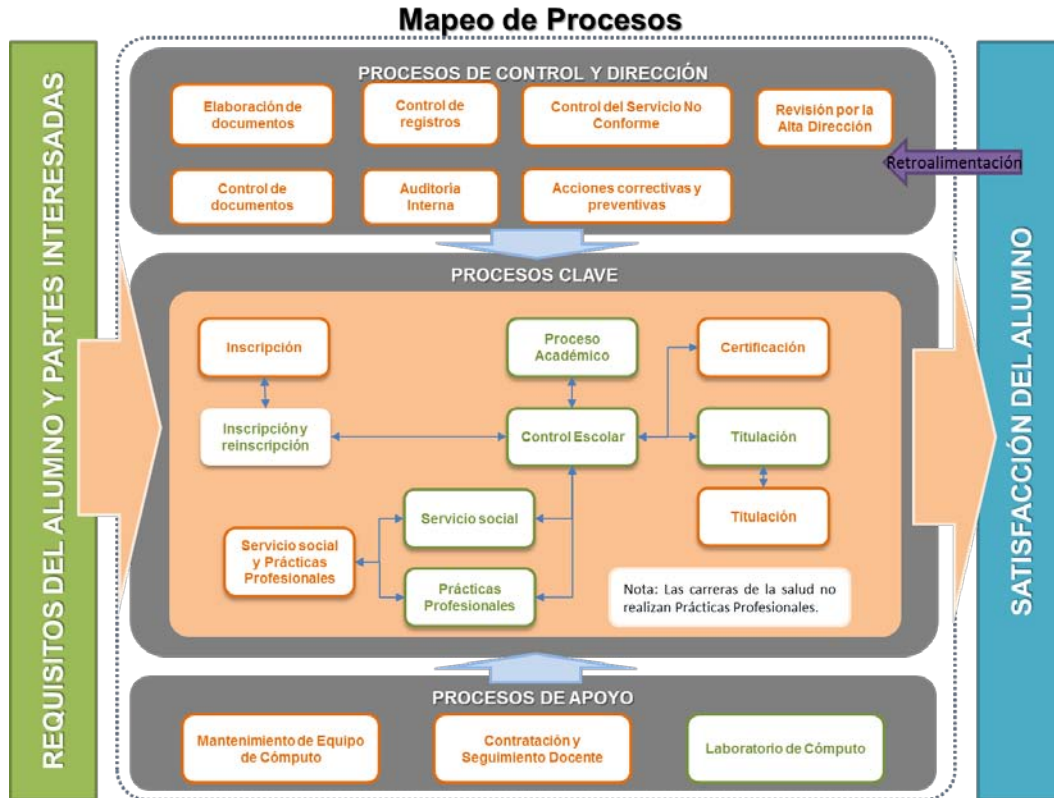 Mapeo de Procesos
REQUISITOS DEL ALUMNO Y PARTES INTERESADAS
PROCESOS DE CONTROL Y DIRECCIÓN
Elaboración de
documentos
Control de
registros
Control del Servicio No
Conforme
Revisión por la
Alta Dirección
Retroalimentación
Control de
documentos
Auditoría
Interna
Acciones correctivas y
preventivas
PROCESOS CLAVE
Inscripción
Proceso
Académico
Certificación
Inscripción y
reinscripción
Control Escolar
Titulación
Servicio social
Titulación
Servicio social
y Prácticas
Profesionales
Prácticas
Profesionales
Nota: Las carreras de la salud no
realizan Prácticas Profesionales.
PROCESOS DE APOYO
Mantenimiento de Equipo
de Cómputo
Contratación y
Seguimiento Docente
Laboratorio de Cómputo
SATISFACCIÓN DEL ALUMNO